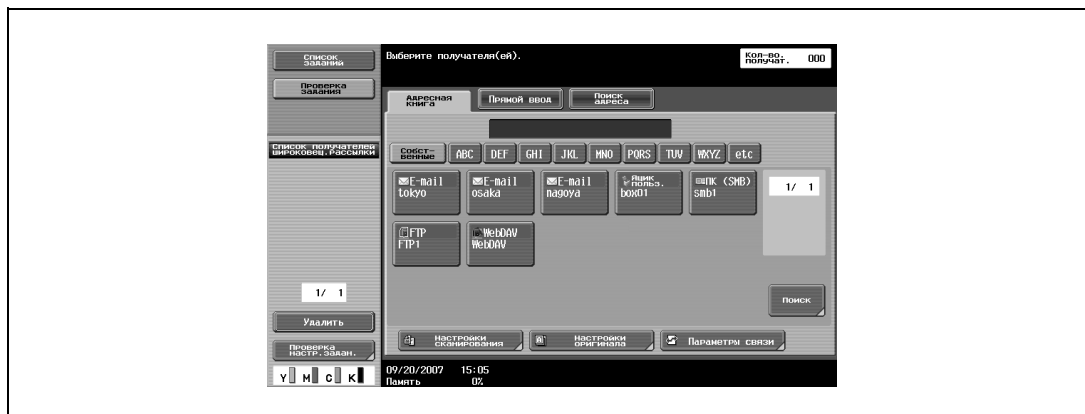 Список
заданий
Выберите получателя(ей).
Кол-во.
получат. 000
Проверка
задания
Адресная
книга
Прямой ввод
Поиск
адреса
Список получателей
широковещ.рассылки
Собст-
венные
ABC
DEF
GHI
JKL
MNO
PQRS
TUV
WXYZ
etc
E-mail
tokyo
E-mail
osaka
E-mail
nagoya
Ящик
польз.
box01
ПК (SMB)
smb1
1/ 1
FTP
FTP1
WebDAV
WebDAV
1/ 1
Поиск
Удалить
Настройки
сканирования
Настройки
оригинала
Параметры связи
Проверка
настр.задан.
Y M C K
09/20/2007 15:05
Память 0%